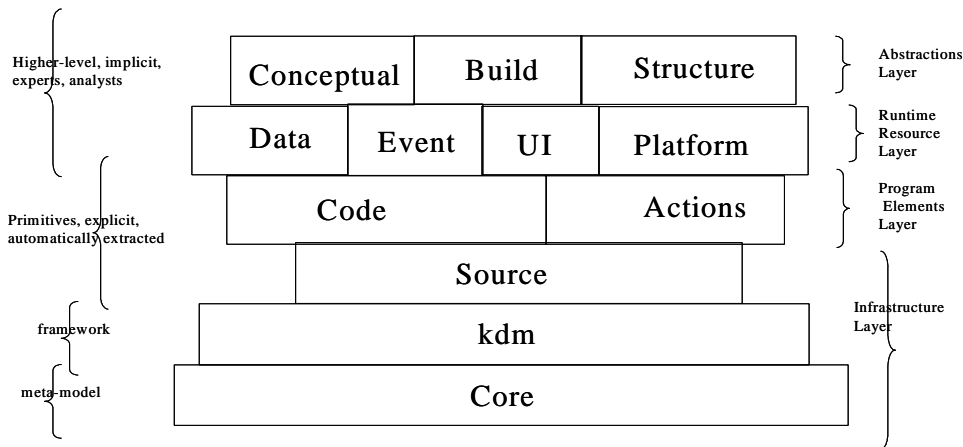 Higher-level, implicit,
experts, analysts
Conceptual
Build
Structure
Abstractions
Layer
Data
Event
UI
Platform
Runtime
Resource
Layer
Primitives, explicit,
automatically extracted
Code
Actions
Program
Elements
Layer
Source
framework
kdm
Infrastructure
Layer
meta-model
Core